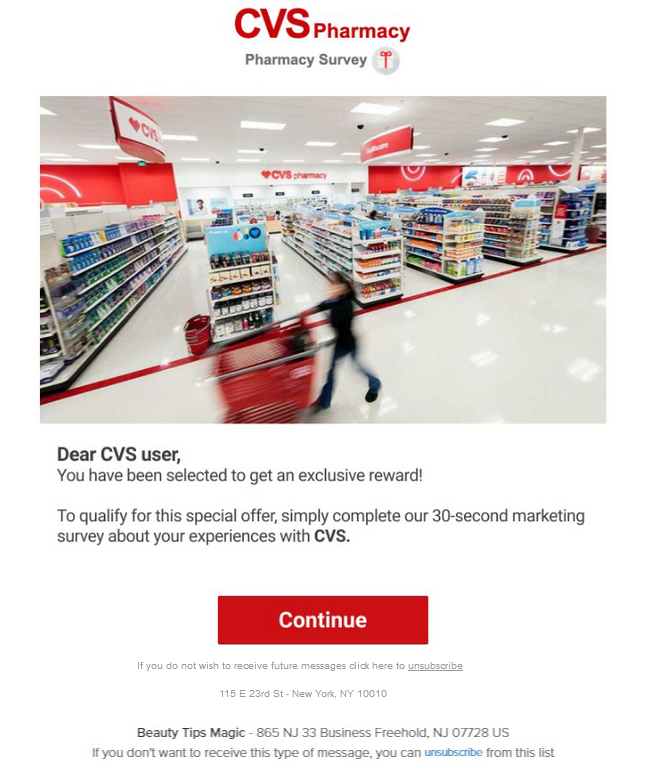 CVS Pharmacy
Pharmacy Survey
CVS
healthcare
CVS pharmacy
Dear CVS user,
You have been selected to get an exclusive reward!
To qualify for this special offer, simply complete our 30-second marketing
survey about your experiences with CVS.
Continue
If you do not wish to receive future messages click here to unsubscribe
115 E 23rd St - New York, NY 10010
Beauty Tips Magic - 865 NJ 33 Business Freehold, NJ 07728 US
If you don't want to receive this type of message, you can unsubscribe from this list